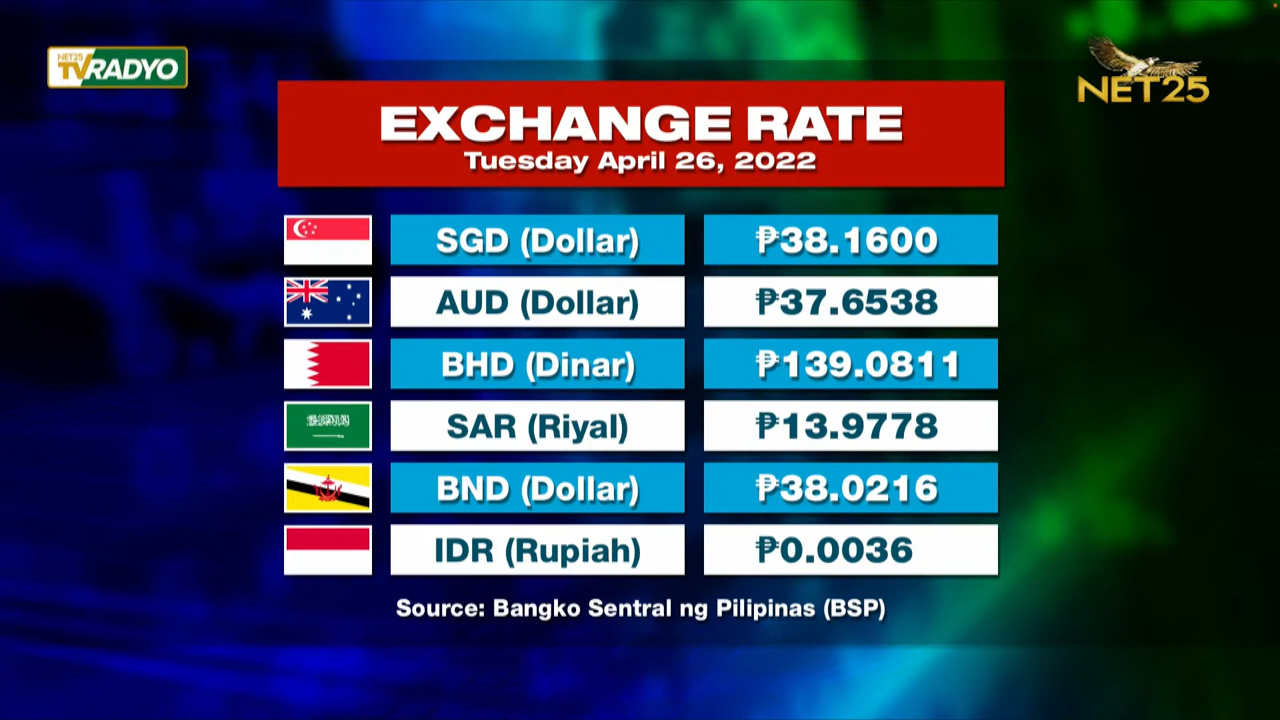 NET25
TVRADYO
NET25
EXCHANGE RATE
Tuesday April 26, 2022
SGD (Dollar) ₱38.1600
AUD (Dollar) ₱37.6538
BHD (Dinar) ₱139.0811
SAR (Riyal) ₱13.9778
BND (Dollar) ₱38.0216
IDR (Rupiah) ₱0.0036
Source: Bangko Sentral ng Pilipinas (BSP)